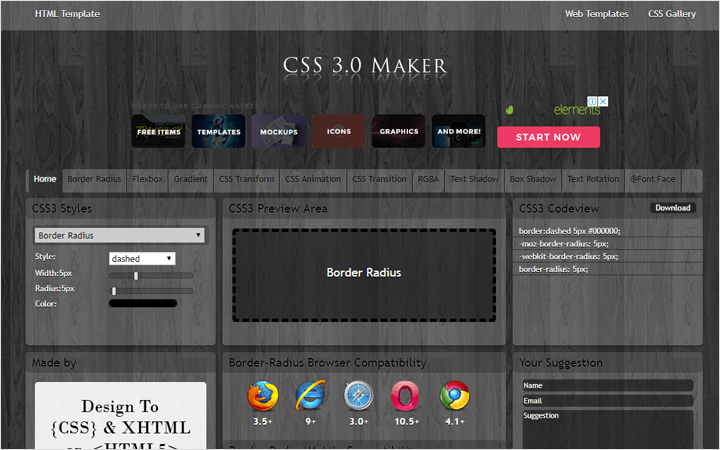 HTML Template
Web Templates
CSS Gallery
CSS 3.0 MAKER
READY TO USE GRAPHIC ASSETS
FREE ITEMS
TEMPLATES
MOCKUPS
ICONS
GRAPHICS
AND MORE!
elements
START NOW
Home
Border Radius
Flexbox
Gradient
CSS Transform
CSS Animation
CSS Transition
RGBA
Text Shadow
Box Shadow
Text Rotation
@Font Face
CSS3 Styles
Border Radius
Style:
dashed
Width:5px
Radius:5px
Color:
CSS3 Preview Area
Border Radius
CSS3 Codeview
Download
border:dashed 5px #000000;
-moz-border-radius: 5px;
-webkit-border-radius: 5px;
border-radius: 5px;
Made by
Design To
{CSS} & XHTML
or <HTML5>
Border-Radius Browser Compatibility
3.5+
9+
3.0+
10.5+
4.1+
Your Suggestion
Name
Email
Suggestion